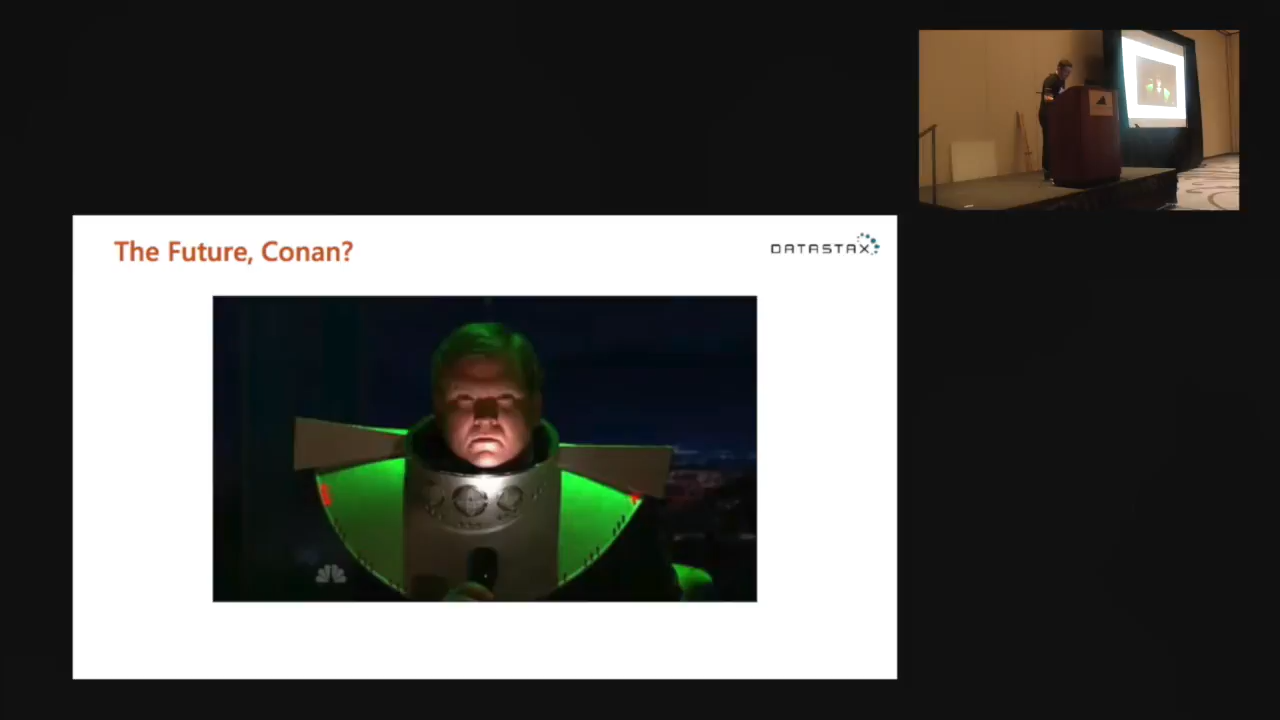 The Future, Conan?
DATASTAX